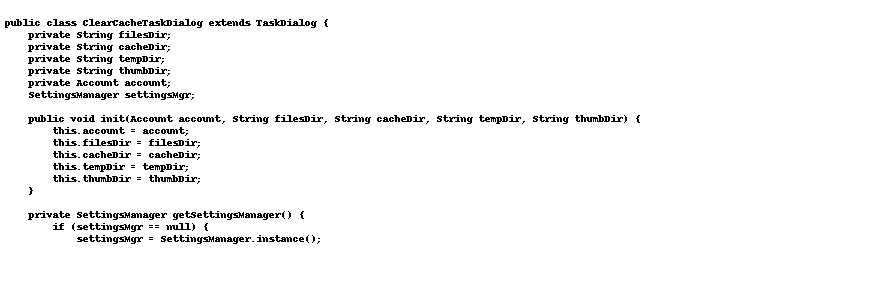 public class ClearCacheTaskDialog extends TaskDialog {
    private String filesDir;
    private String cacheDir;
    private String tempDir;
    private String thumbDir;
    private Account account;
    SettingsManager settingsMgr;

    public void init(Account account, String filesDir, String cacheDir, String tempDir, String thumbDir) {
        this.account = account;
        this.filesDir = filesDir;
        this.cacheDir = cacheDir;
        this.tempDir = tempDir;
        this.thumbDir = thumbDir;
    }

    private SettingsManager getSettingsManager() {
        if (settingsMgr == null) {
            settingsMgr = SettingsManager.instance();